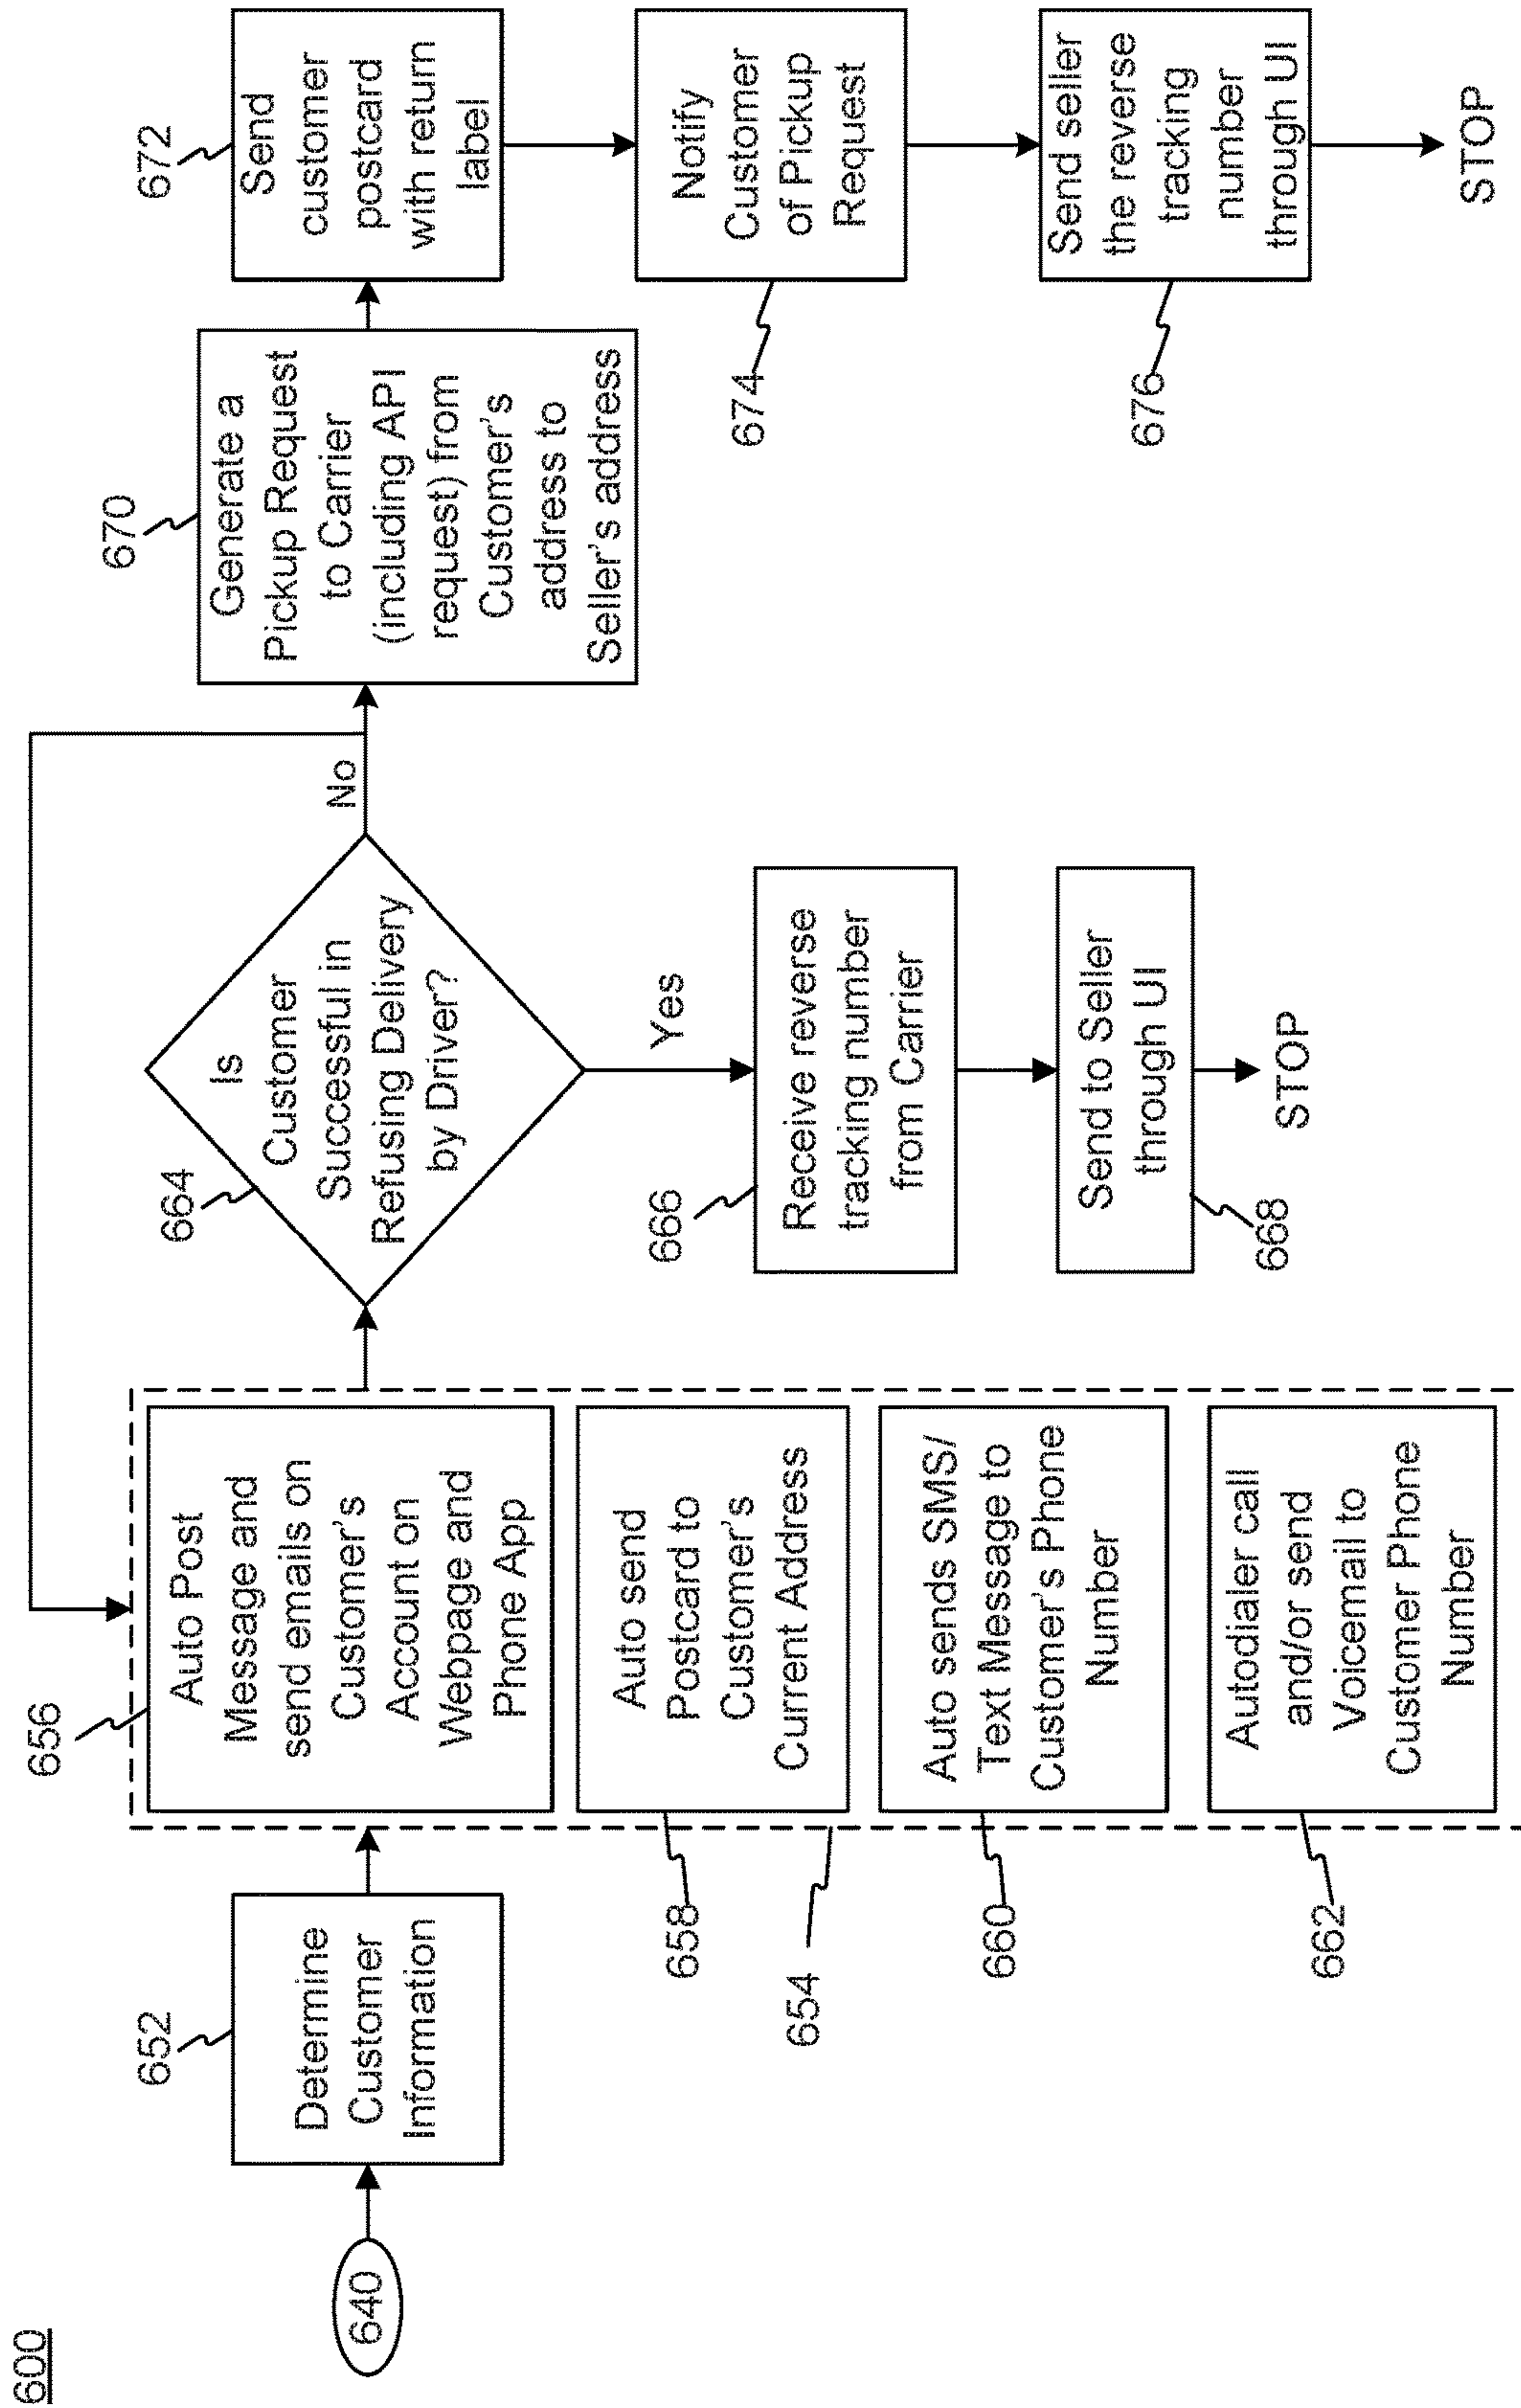 600
640
652
Determine
Customer
Information
656
Auto Post
Message and
send emails on
Customer's
Account on
Webpage and
Phone App
658
Auto send
Postcard to
Customer's
Current Address
654
660
Auto sends SMS/
Text Message to
Customer's Phone
Number
662
Autodialer call
and/or send
Voicemail to
Customer Phone
Number
664
Is
Customer
Successful in
Refusing Delivery
by Driver?
No
Yes
666
Receive reverse
tracking number
from Carrier
668
Send to Seller
through UI
STOP
670
Generate a
Pickup Request
to Carrier
(including API
request) from
Customer's
address to
Seller's address
672
Send
customer
postcard
with return
label
674
Notify
Customer
of Pickup
Request
676
Send seller
the reverse
tracking
number
through UI
STOP